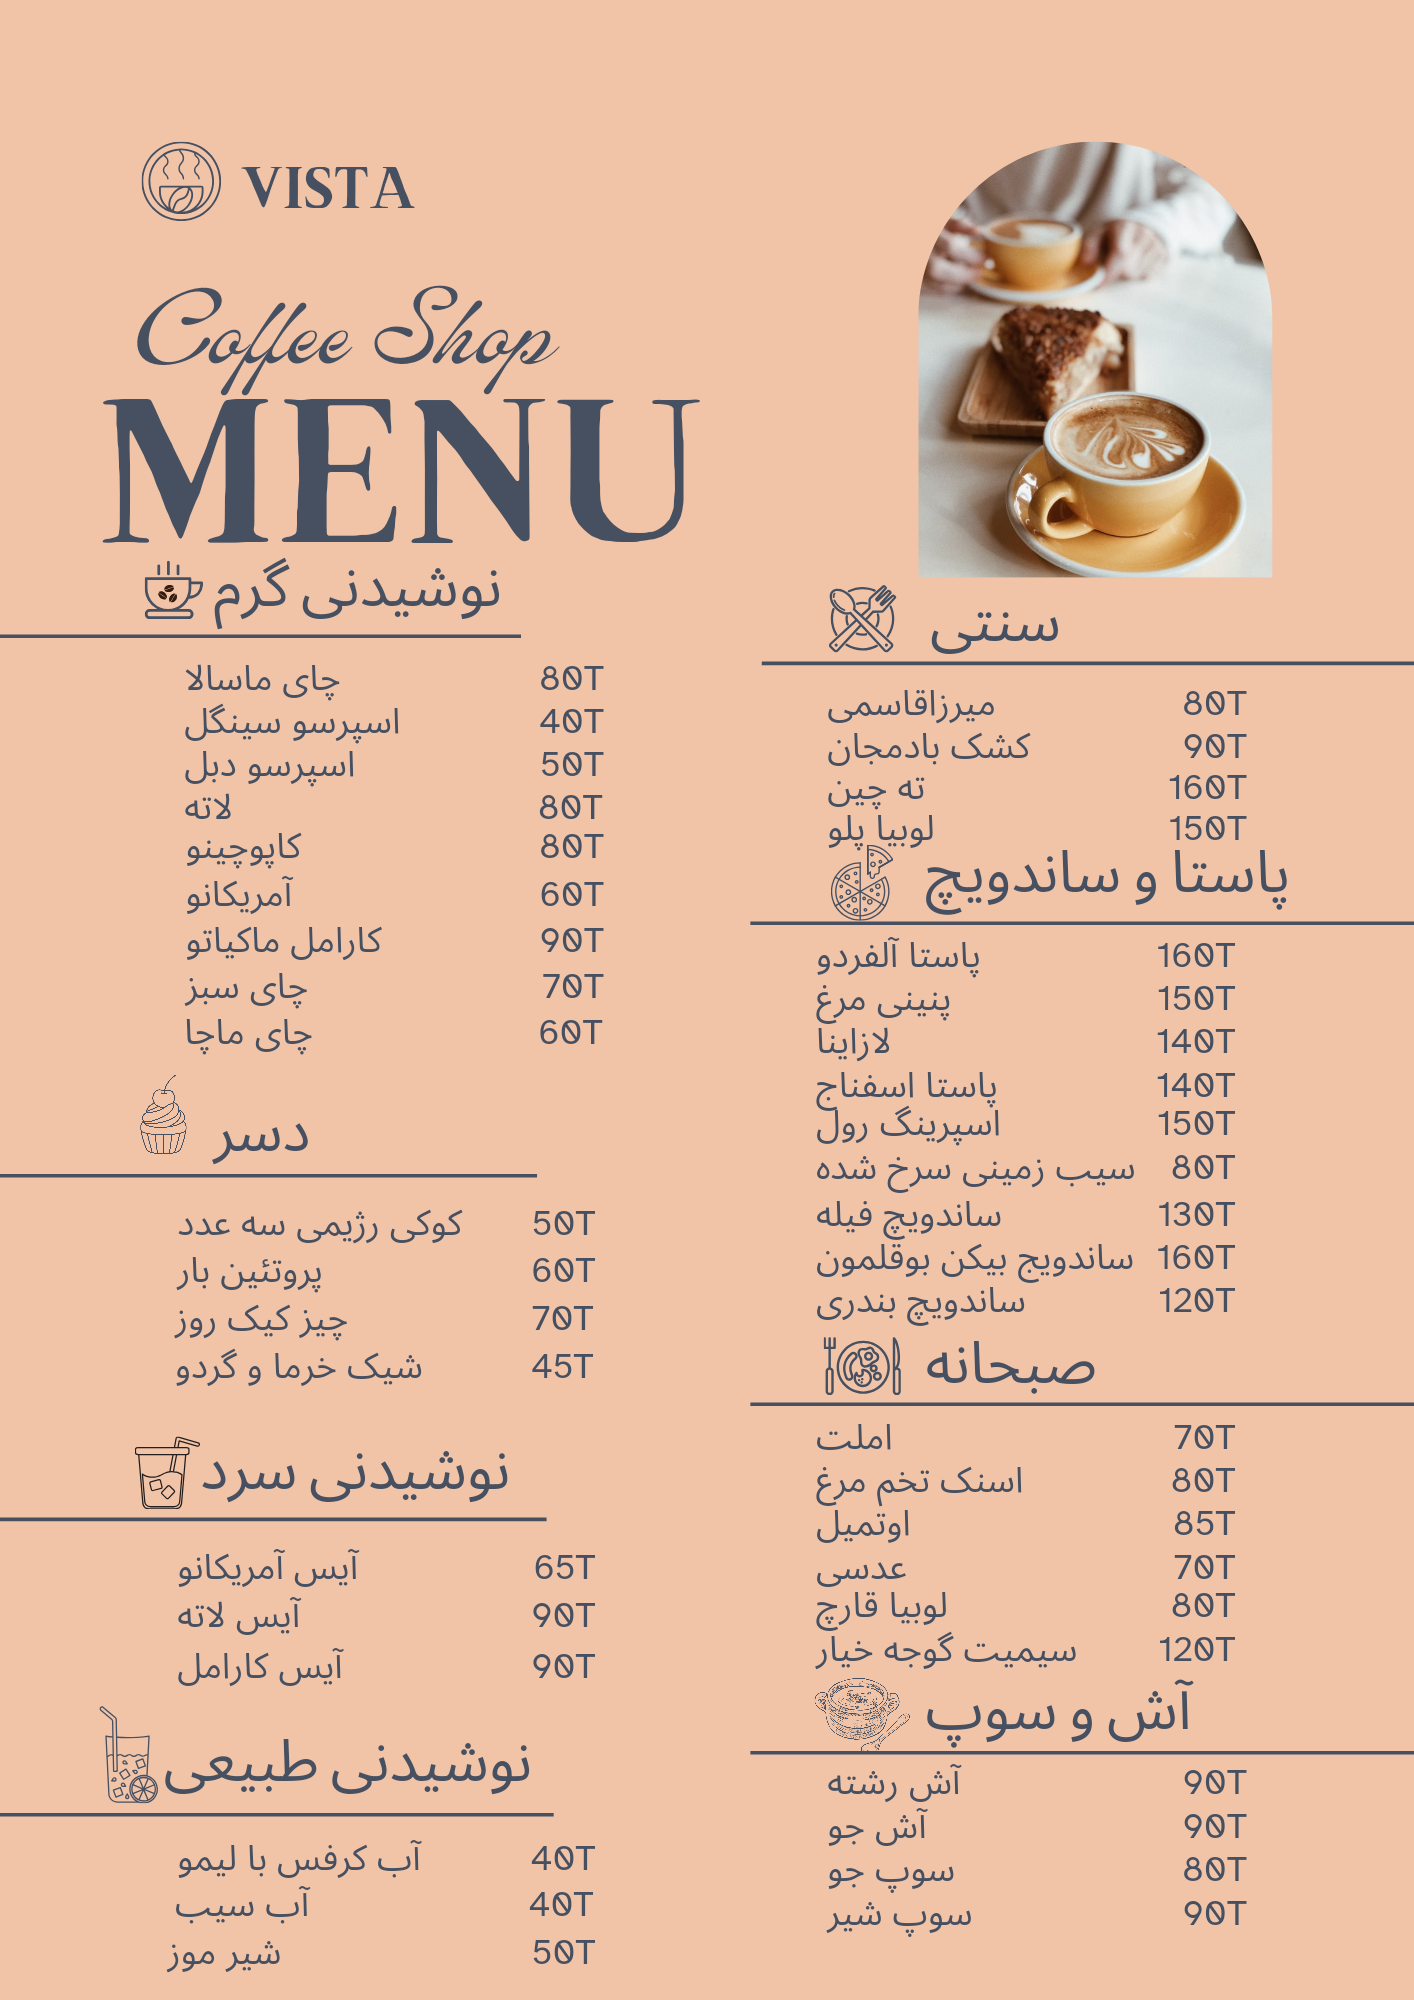 VISTA
Coffee Shop
MENU
نوشیدنی گرم
چای ماسالا 80T
اسپرسو سینگل 40T
اسپرسو دبل 50T
لاته 80T
کاپوچینو 80T
آمریکانو 60T
کارامل ماکیاتو 90T
چای سبز 70T
چای ماچا 60T
دسر
کوکی رژیمی سه عدد 50T
پروتئین بار 60T
چیز کیک روز 70T
شیک خرما و گردو 45T
نوشیدنی سرد
آیس آمریکانو 65T
آیس لاته 90T
آیس کارامل 90T
نوشیدنی طبیعی
آب کرفس با لیمو 40T
آب سیب 40T
شیر موز 50T
سنتی
میرزاقاسمی 80T
کشک بادمجان 90T
ته چین 160T
لوبیا پلو 150T
پاستا و ساندویچ
پاستا آلفردو 160T
پنینی مرغ 150T
لازاینا 140T
پاستا اسفناج 140T
اسپرینگ رول 150T
سیب زمینی سرخ شده 80T
ساندویچ فیله 130T
ساندویج بیکن بوقلمون 160T
ساندویچ بندری 120T
صبحانه
املت 70T
اسنک تخم مرغ 80T
اوتمیل 85T
عدسی 70T
لوبیا قارچ 80T
سیمیت گوجه خیار 120T
آش و سوپ
آش رشته 90T
آش جو 90T
سوپ جو 80T
سوپ شیر 90T